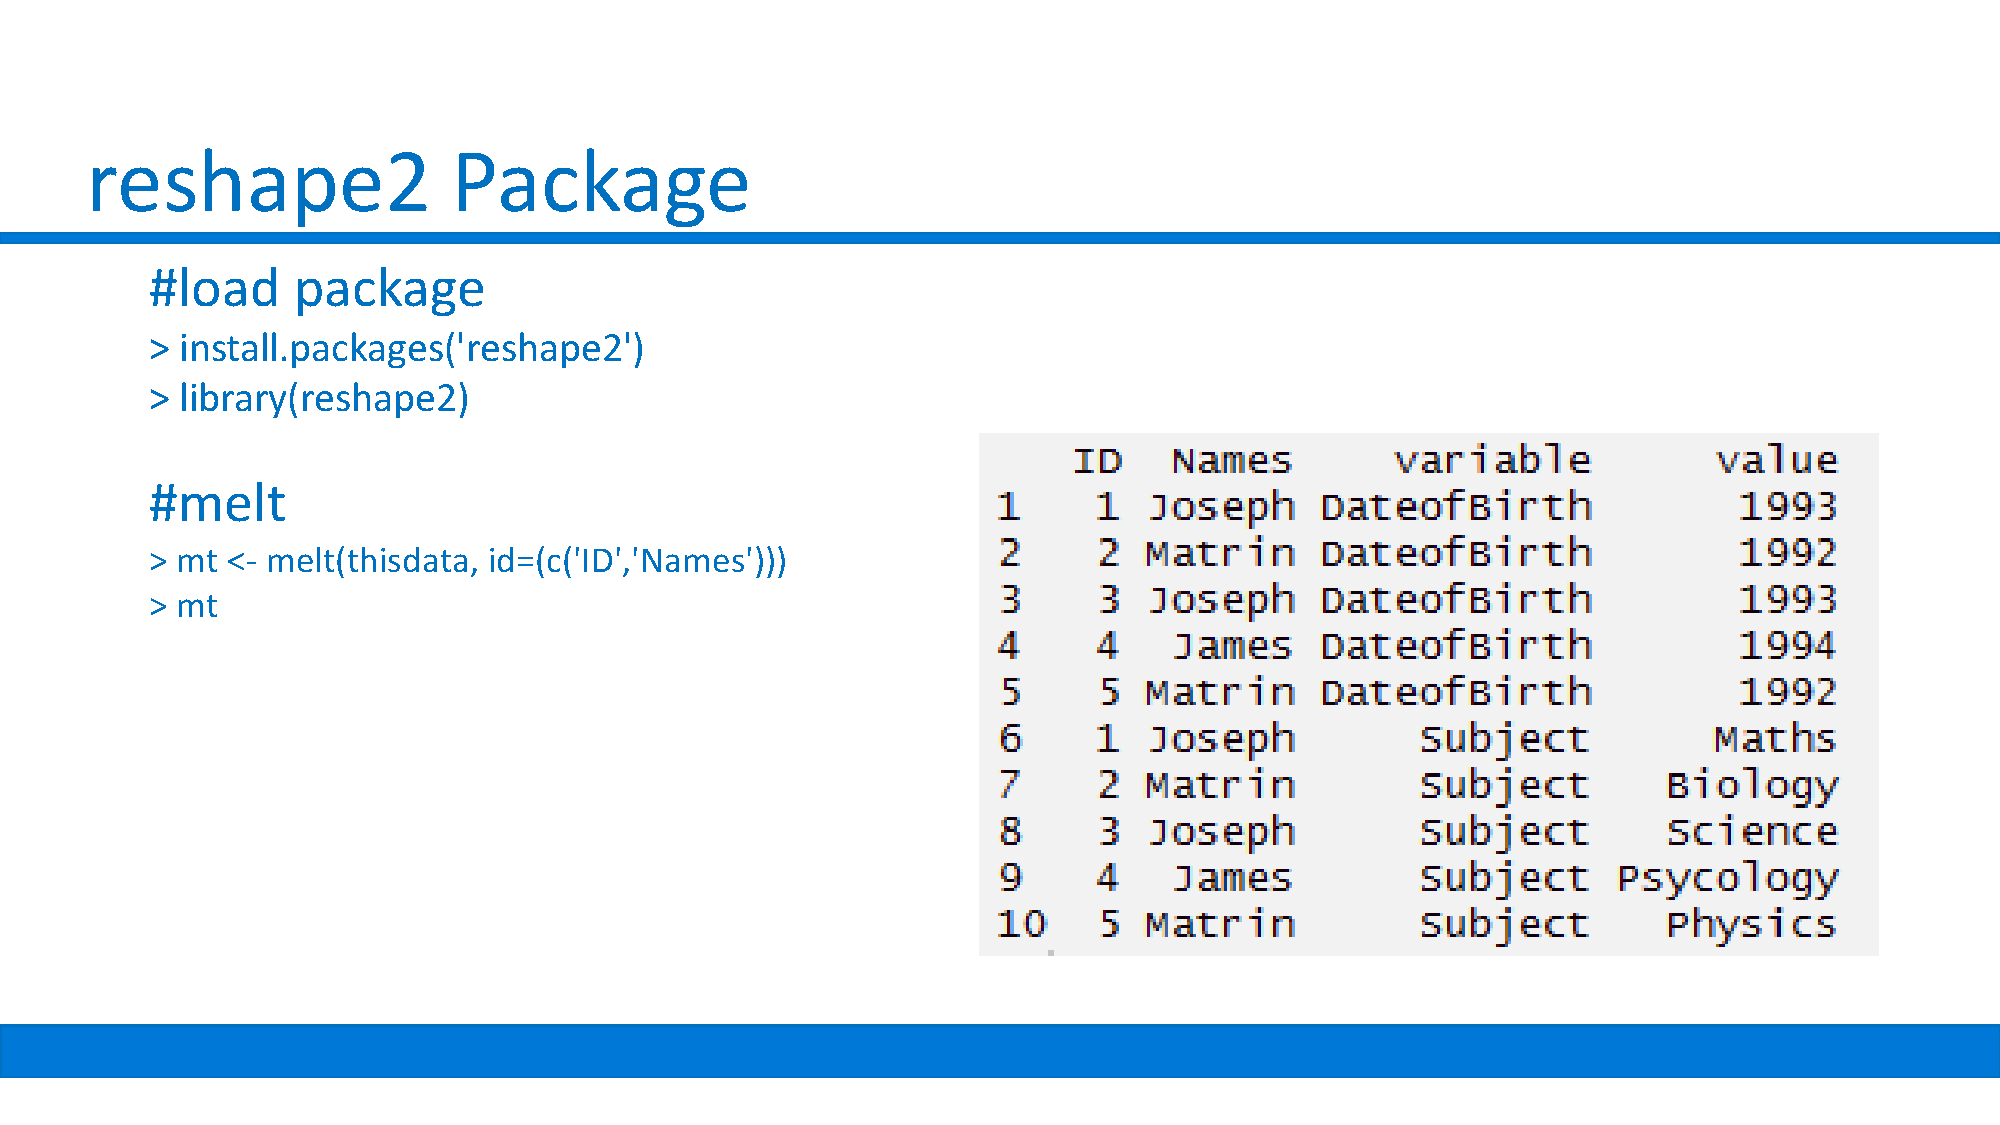 reshape2 Package
#load package
> install.packages('reshape2')
> library(reshape2)
#melt
> mt <- melt(thisdata, id=(c('ID','Names')))
> mt
ID Names variable value
1 1 Joseph DateofBirth 1993
2 2 Matrin DateofBirth 1992
3 3 Joseph DateofBirth 1993
4 4 James DateofBirth 1994
5 5 Matrin DateofBirth 1992
6 1 Joseph Subject Maths
7 2 Matrin Subject Biology
8 3 Joseph Subject Science
9 4 James Subject Psycology
10 5 Matrin Subject Physics